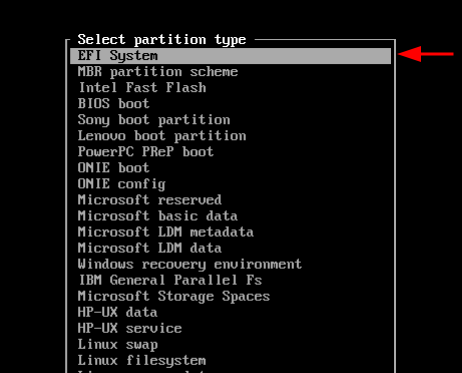 Select partition type
EFI System
MBR partition scheme
Intel Fast Flash
BIOS boot
Sony boot partition
Lenovo boot partition
PowerPC PReP boot
ONIE boot
ONIE config
Microsoft reserved
Microsoft basic data
Microsoft LDM metadata
Microsoft LDM data
Windows recovery environment
IBM General Parallel Fs
Microsoft Storage Spaces
HP-UX data
HP-UX service
Linux swap
Linux filesystem